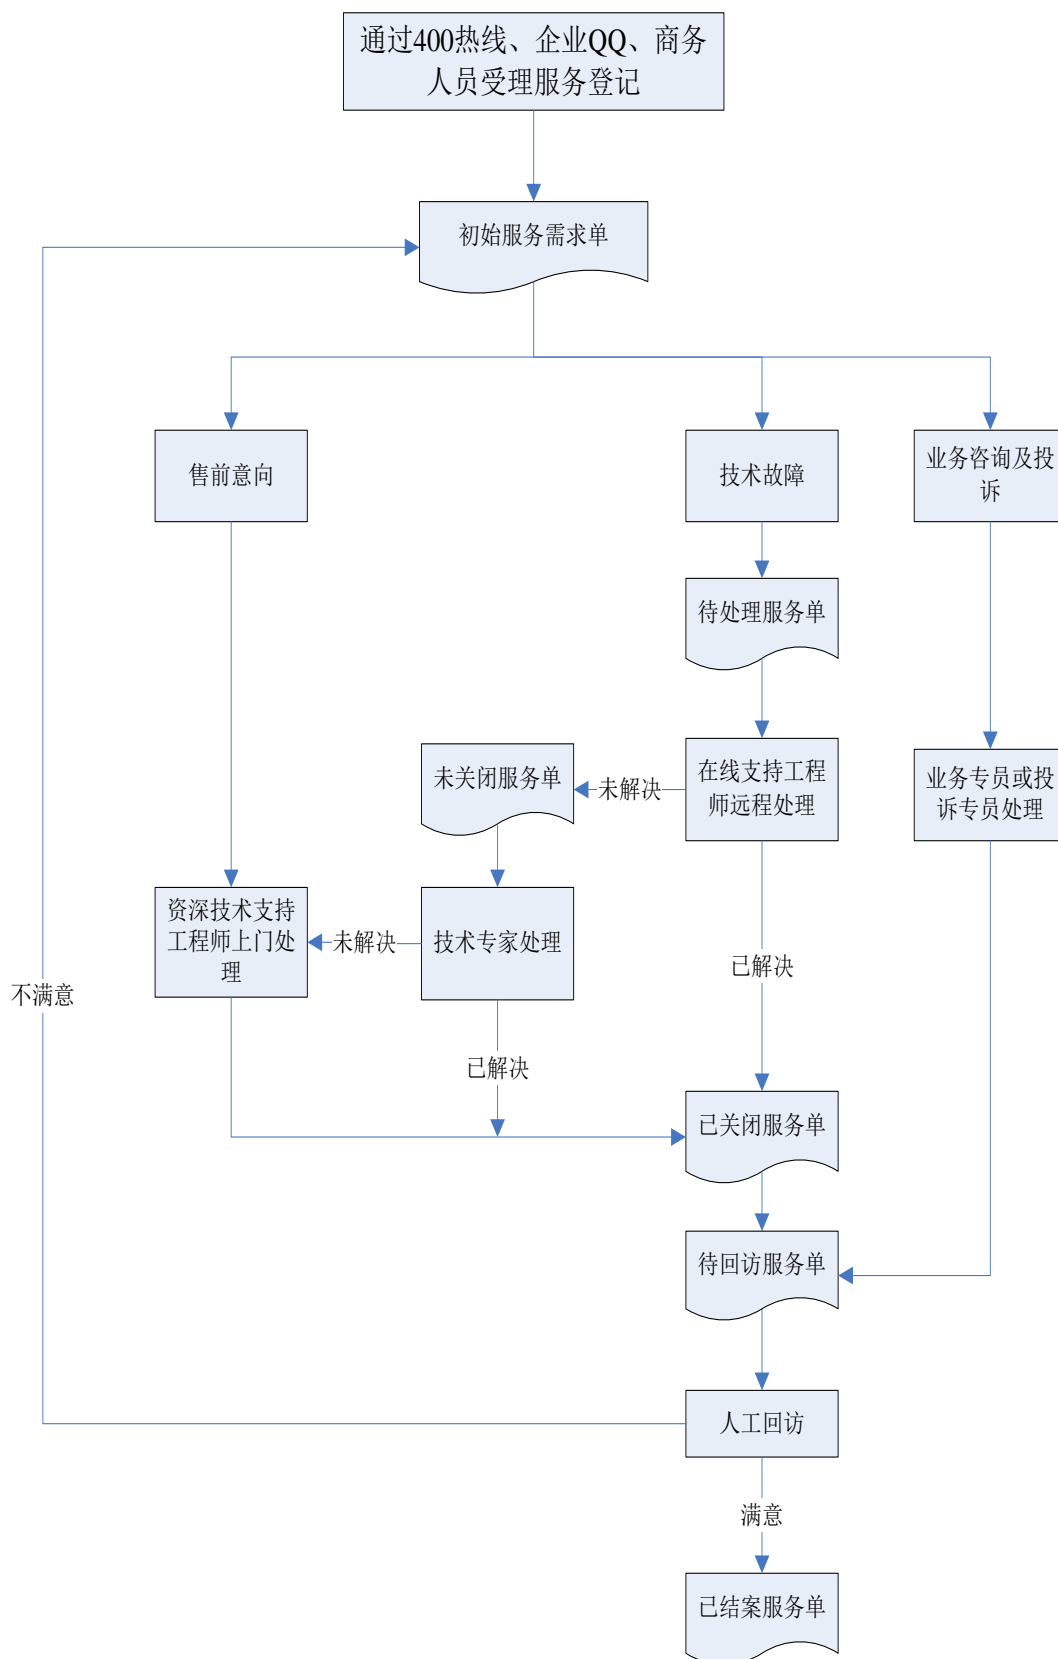 通过400热线、企业QQ、商务
人员受理服务登记
初始服务需求单
售前意向
技术故障
业务咨询及投
诉
待处理服务单
未关闭服务单
未解决
在线支持工程
师远程处理
业务专员或投
诉专员处理
资深技术支持
工程师上门处
理
未解决
技术专家处理
已解决
不满意
已解决
已关闭服务单
待回访服务单
人工回访
满意
已结案服务单